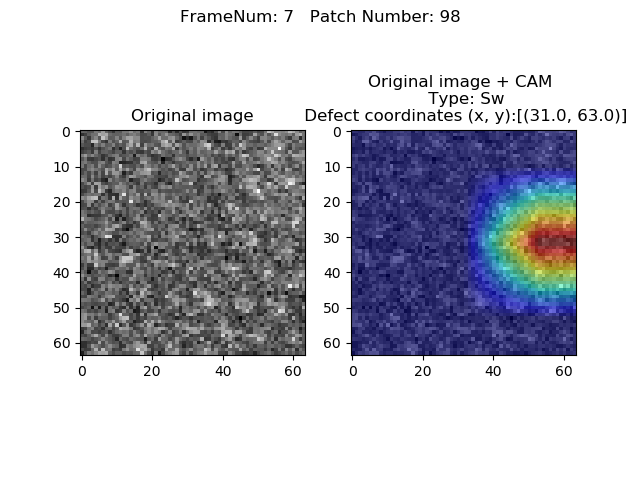 FrameNum: 7   Patch Number: 98
Original image
Original image + CAM
Type: Sw
Defect coordinates (x, y):[(31.0, 63.0)]
0
10
20
30
40
50
60
0 20 40 60
0
10
20
30
40
50
60
0 20 40 60